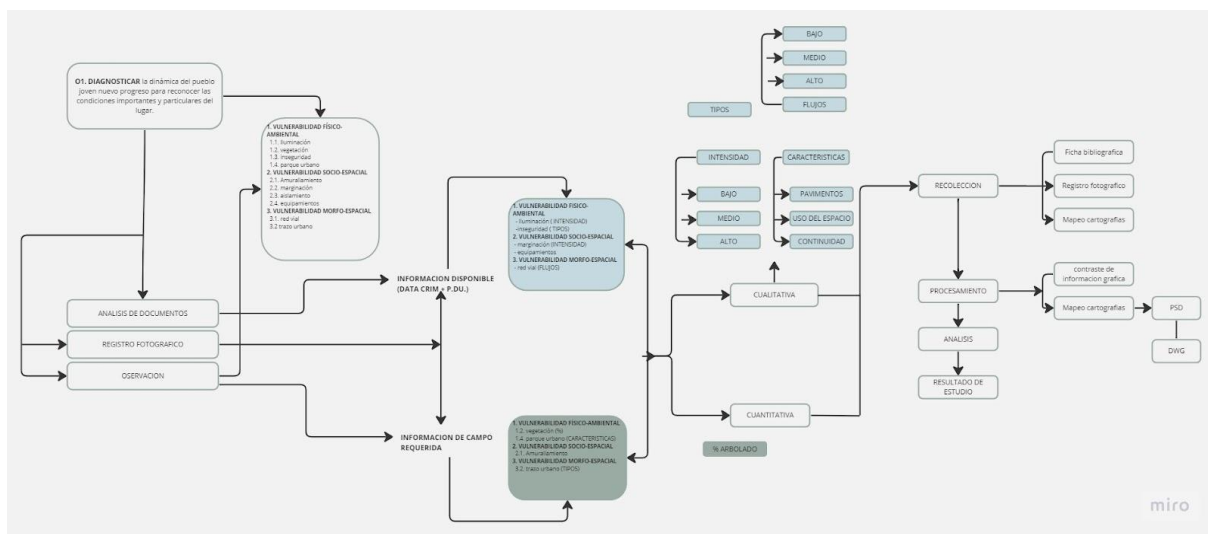 O1. DIAGNOSTICAR la dinámica del pueblo
joven nuevo progreso para reconocer las
condiciones importantes y particulares del
lugar.
1. VULNERABILIDAD FÍSICO-
AMBIENTAL
1.1. Iluminación
1.2. vegetación
1.3. inseguridad
1.4. parque urbano
2. VULNERABILIDAD SOCIO-ESPACIAL
2.1. Amurallamiento
2.2. marginación
2.3. aislamiento
2.4. equipamientos
3. VULNERABILIDAD MORFO-ESPACIAL
3.1. red vial
3.2 trazo urbano
ANALISIS DE DOCUMENTOS
REGISTRO FOTOGRAFICO
OSERVACION
INFORMACION DISPONIBLE
(DATA CRIM + P.DU.)
INFORMACION DE CAMPO
REQUERIDA
1. VULNERABILIDAD FISICO-
AMBIENTAL
- Iluminación ( INTENSIDAD)
-inseguridad ( TIPOS)
2. VULNERABILIDAD SOCIO-ESPACIAL
- marginación (INTENSIDAD)
- equipamientos
3. VULNERABILIDAD MORFO-ESPACIAL
- red vial (FLUJOS)
1. VULNERABILIDAD FÍSICO-AMBIENTAL
1.2. vegetación (%)
1.4. parque urbano (CARACTERISTICAS)
2. VULNERABILIDAD SOCIO-ESPACIAL
2.1. Amurallamiento
3. VULNERABILIDAD MORFO-ESPACIAL
3.2. trazo urbano (TIPOS)
TIPOS
BAJO
MEDIO
ALTO
FLUJOS
INTENSIDAD
BAJO
MEDIO
ALTO
CARACTERISTICAS
PAVIMENTOS
USO DEL ESPACIO
CONTINUIDAD
CUALITATIVA
CUANTITATIVA
% ARBOLADO
RECOLECCION
Ficha bibliografica
Registro fotografico
Mapeo cartografias
PROCESAMIENTO
contraste de
informacion grafica
Mapeo cartografias
PSD
DWG
ANALISIS
RESULTADO DE
ESTUDIO
miro